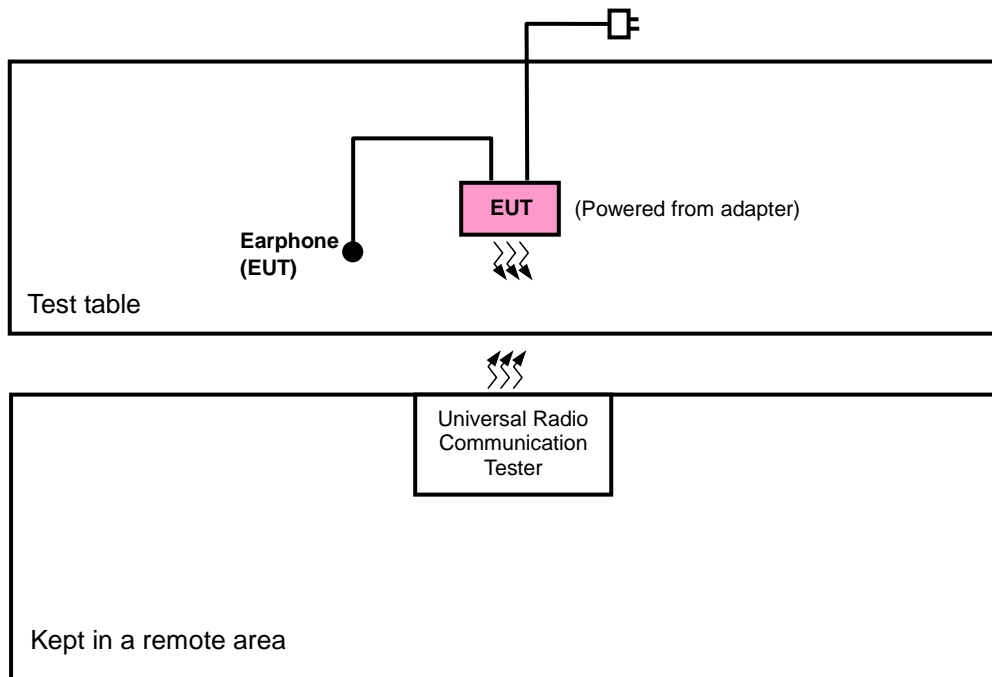 EUT
(Powered from adapter)
Earphone
(EUT)
Test table
Universal Radio
Communication
Tester
Kept in a remote area